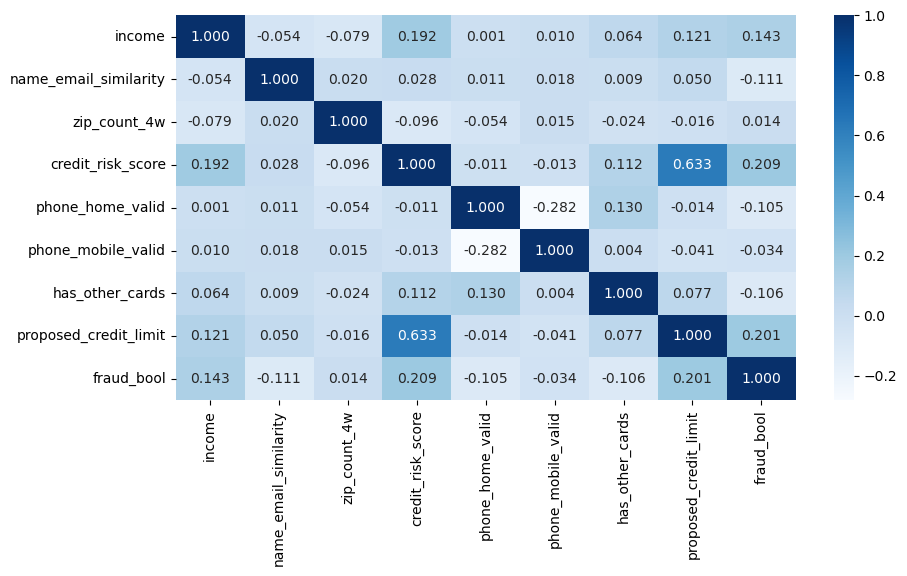 income 1.000 -0.054 -0.079 0.192 0.001 0.010 0.064 0.121 0.143
name_email_similarity -0.054 1.000 0.020 0.028 0.011 0.018 0.009 0.050 -0.111
zip_count_4w -0.079 0.020 1.000 -0.096 -0.054 0.015 -0.024 -0.016 0.014
credit_risk_score 0.192 0.028 -0.096 1.000 -0.011 -0.013 0.112 0.633 0.209
phone_home_valid 0.001 0.011 -0.054 -0.011 1.000 -0.282 0.130 -0.014 -0.105
phone_mobile_valid 0.010 0.018 0.015 -0.013 -0.282 1.000 0.004 -0.041 -0.034
has_other_cards 0.064 0.009 -0.024 0.112 0.130 0.004 1.000 0.077 -0.106
proposed_credit_limit 0.121 0.050 -0.016 0.633 -0.014 -0.041 0.077 1.000 0.201
fraud_bool 0.143 -0.111 0.014 0.209 -0.105 -0.034 -0.106 0.201 1.000
income
name_email_similarity
zip_count_4w
credit_risk_score
phone_home_valid
phone_mobile_valid
has_other_cards
proposed_credit_limit
fraud_bool
1.0
0.8
0.6
0.4
0.2
0.0
−0.2